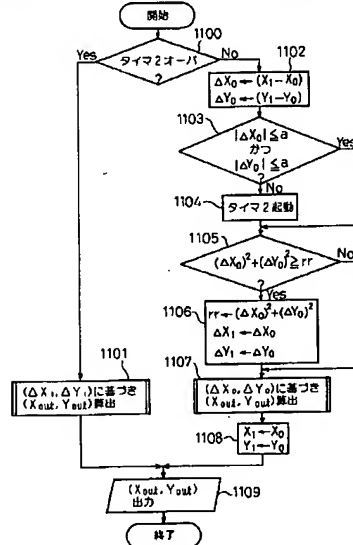 開始
1100
タイマ2オーバ
?
Yes
No
1102
ΔX₀←(X₁−X₀)
ΔY₀←(Y₁−Y₀)
1103
|ΔX₀|≦a
かつ
|ΔY₀|≦a
?
Yes
No
1104
タイマ2起動
1105
(ΔX₀)²+(ΔY₀)²≧rr
?
No
Yes
1106
rr←(ΔX₀)²+(ΔY₀)²
ΔX₁←ΔX₀
ΔY₁←ΔY₀
1101
(ΔX₁,ΔY₁)に基づき
(Xout,Yout)算出
1107
(ΔX₀,ΔY₀)に基づき
(Xout,Yout)算出
1108
X₁←X₀
Y₁←Y₀
(Xout,Yout)
出力
1109
終了